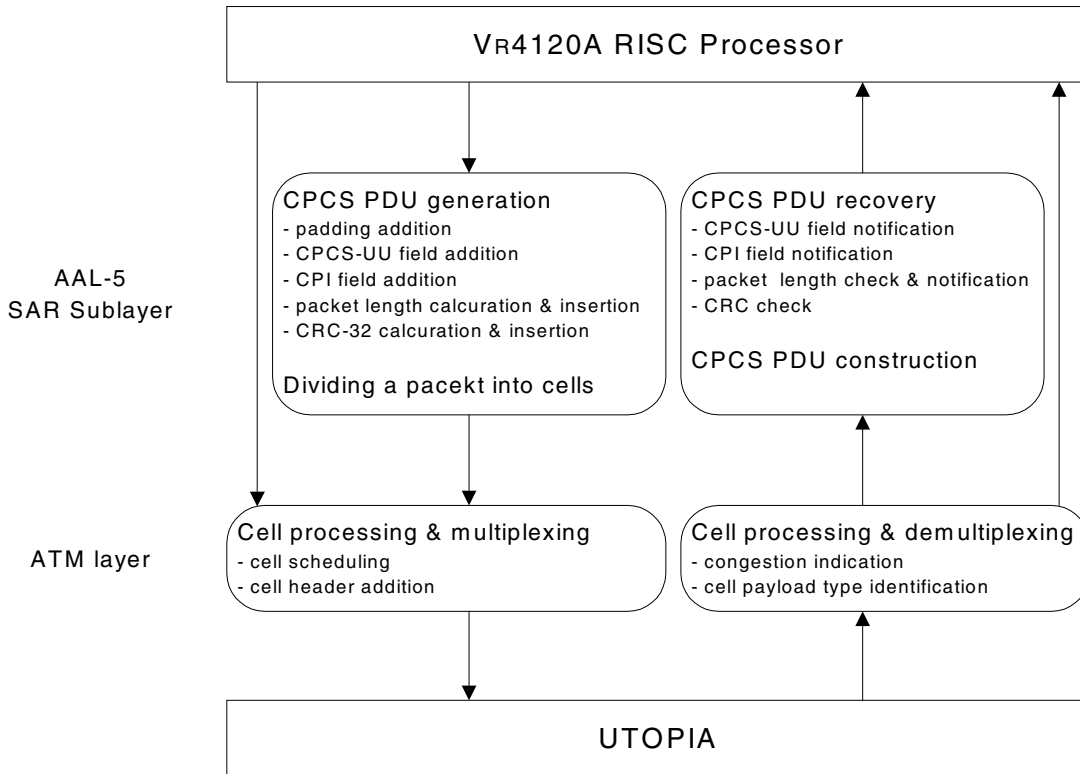 VR4120A RISC Processor
AAL-5
SAR Sublayer
CPCS PDU generation
- padding addition
- CPCS-UU field addition
- CPI field addition
- packet length calcuration & insertion
- CRC-32 calcuration & insertion
Dividing a pacekt into cells
CPCS PDU recovery
- CPCS-UU field notification
- CPI field notification
- packet length check & notification
- CRC check
CPCS PDU construction
ATM layer
Cell processing & multiplexing
- cell scheduling
- cell header addition
Cell processing & demultiplexing
- congestion indication
- cell payload type identification
UTOPIA